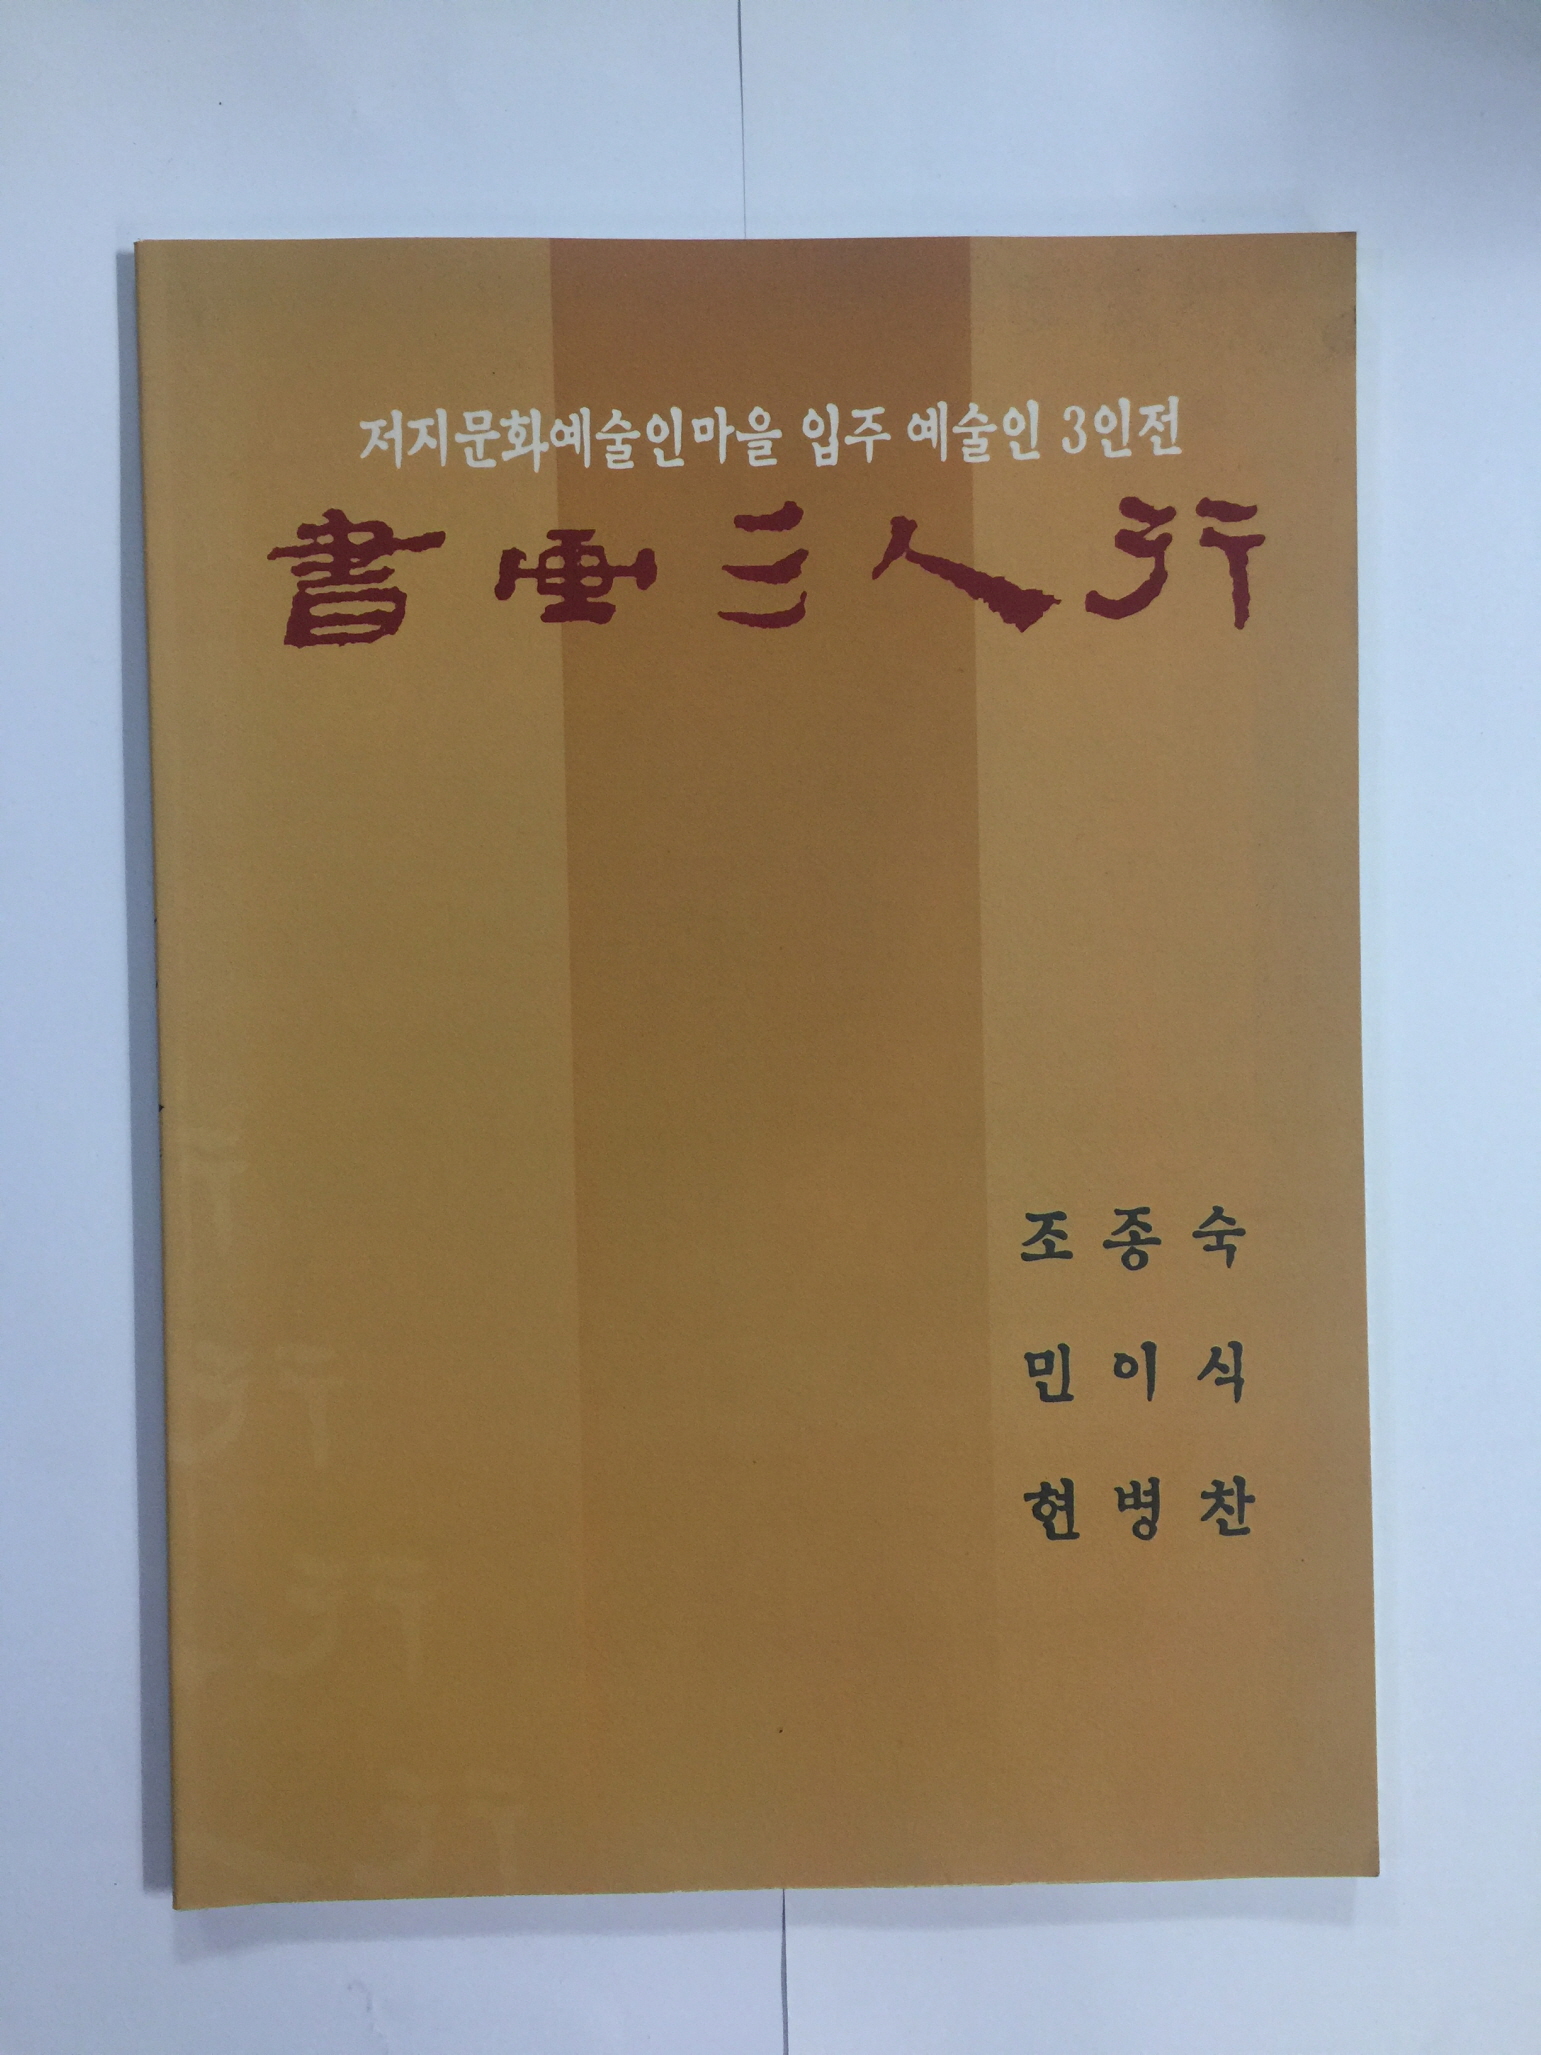 저지문화예술인마을 입주 예술인 3인전
書畫三人行
조종숙
민이식
현병찬